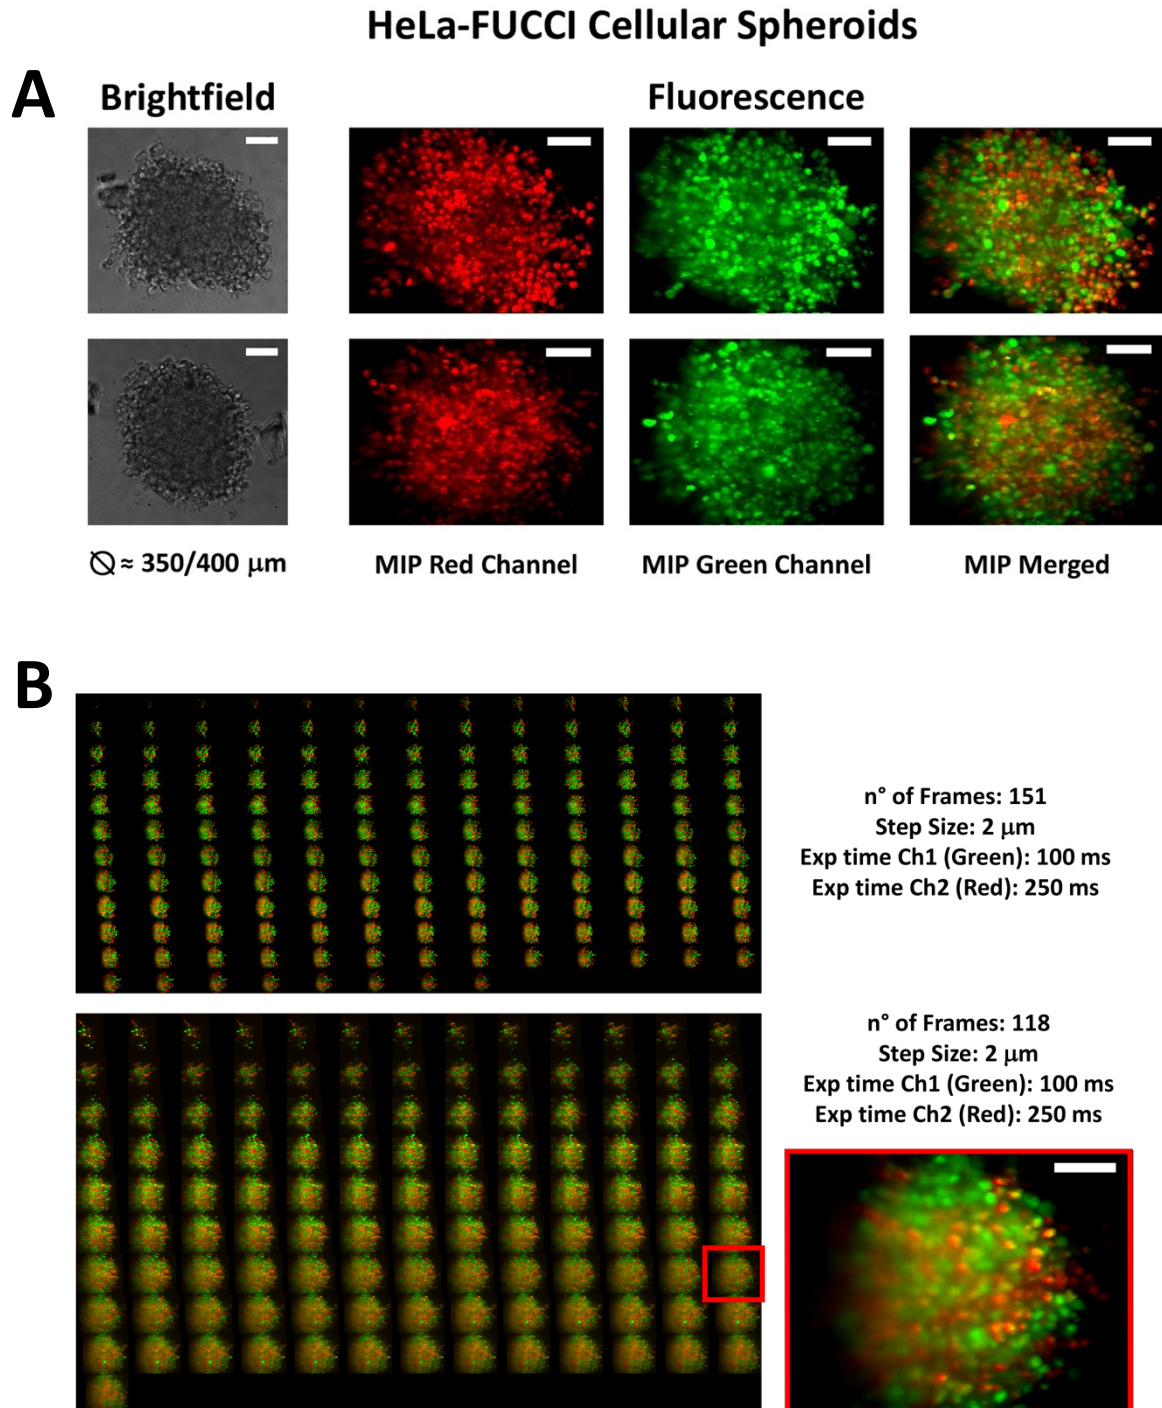 HeLa-FUCCI Cellular Spheroids
A
Brightfield
Fluorescence
∅ ≈ 350/400 μm
MIP Red Channel
MIP Green Channel
MIP Merged
B
n° of Frames: 151
Step Size: 2 μm
Exp time Ch1 (Green): 100 ms
Exp time Ch2 (Red): 250 ms
n° of Frames: 118
Step Size: 2 μm
Exp time Ch1 (Green): 100 ms
Exp time Ch2 (Red): 250 ms